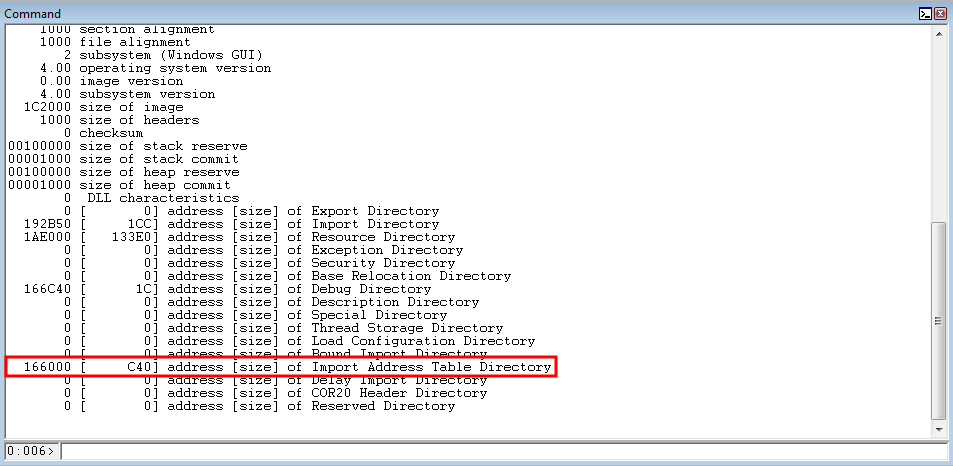 Command
1000 section alignment
1000 file alignment
2 subsystem (Windows GUI)
4.00 operating system version
0.00 image version
4.00 subsystem version
1C2000 size of image
1000 size of headers
0 checksum
00100000 size of stack reserve
00001000 size of stack commit
00100000 size of heap reserve
00001000 size of heap commit
0 DLL characteristics
0 [ 0] address [size] of Export Directory
192B50 [ 1CC] address [size] of Import Directory
1AE000 [ 133E0] address [size] of Resource Directory
0 [ 0] address [size] of Exception Directory
0 [ 0] address [size] of Security Directory
0 [ 0] address [size] of Base Relocation Directory
166C40 [ 1C] address [size] of Debug Directory
0 [ 0] address [size] of Description Directory
0 [ 0] address [size] of Special Directory
0 [ 0] address [size] of Thread Storage Directory
0 [ 0] address [size] of Load Configuration Directory
0 [ 0] address [size] of Bound Import Directory
166000 [ C40] address [size] of Import Address Table Directory
0 [ 0] address [size] of Delay Import Directory
0 [ 0] address [size] of COR20 Header Directory
0 [ 0] address [size] of Reserved Directory
0:006>